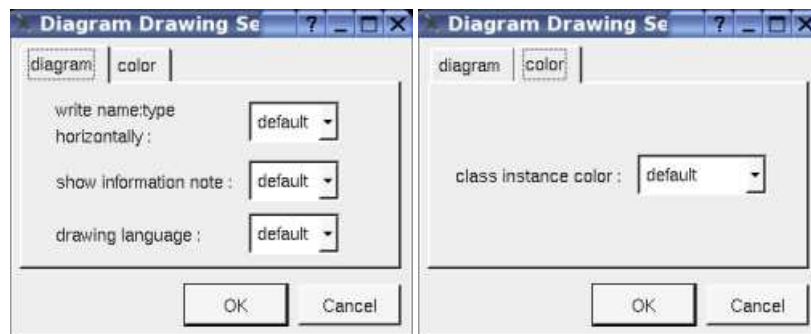 Diagram Drawing Se
diagram color
write name:type
horizontally :
default
show information note :
default
drawing language :
default
OK Cancel
Diagram Drawing Se
diagram color
class instance color :
default
OK Cancel